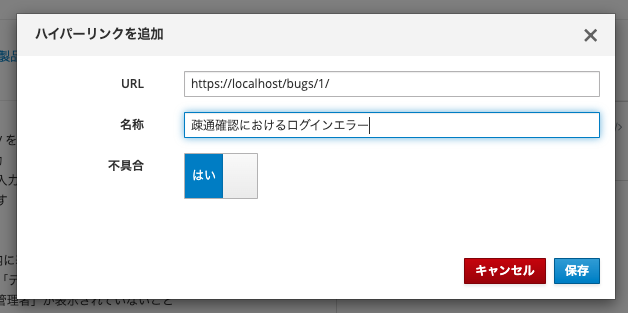 ハイパーリンクを追加
製品
URL
https://localhost/bugs/1/
名称
疎通確認におけるログインエラー
を
不具合
はい
入力
す
内に
キャンセル
保存
「デ
管理者」が表示されていないこと